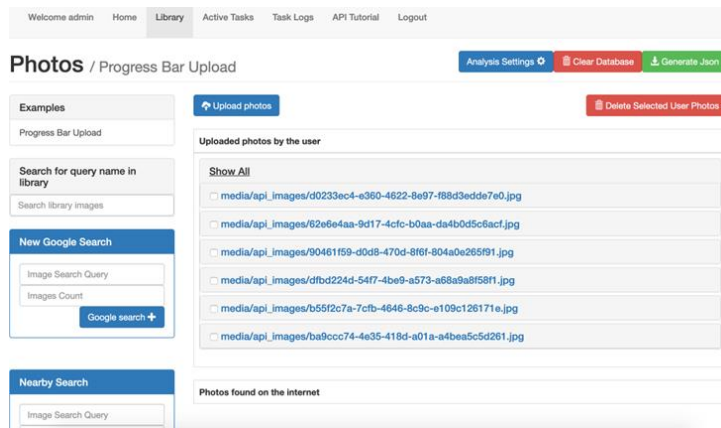 Welcome admin Home Library Active Tasks Task Logs API Tutorial Logout
Photos / Progress Bar Upload
Analysis Settings Clear Database Generate Json
Examples
Progress Bar Upload
Search for query name in
library
Search library images
New Google Search
Image Search Query
Images Count
Google search
Nearby Search
Image Search Query
Upload photos Delete Selected User Photos
Uploaded photos by the user
Show All
media/api_images/d0233ec4-e360-4622-8e97-f88d3edde7e0.jpg
media/api_images/62e6e4aa-9d17-4cfc-b0aa-da4b0d5c6acf.jpg
media/api_images/90461f59-d0d8-470d-8f6f-804a0e265f91.jpg
media/api_images/dfbd224d-54f7-4be9-a573-a68a9a8f58f1.jpg
media/api_images/b55f2c7a-7cfb-4646-8c9c-e109c126171e.jpg
media/api_images/ba9ccc74-4e35-418d-a01a-a4bea5c5d261.jpg
Photos found on the internet